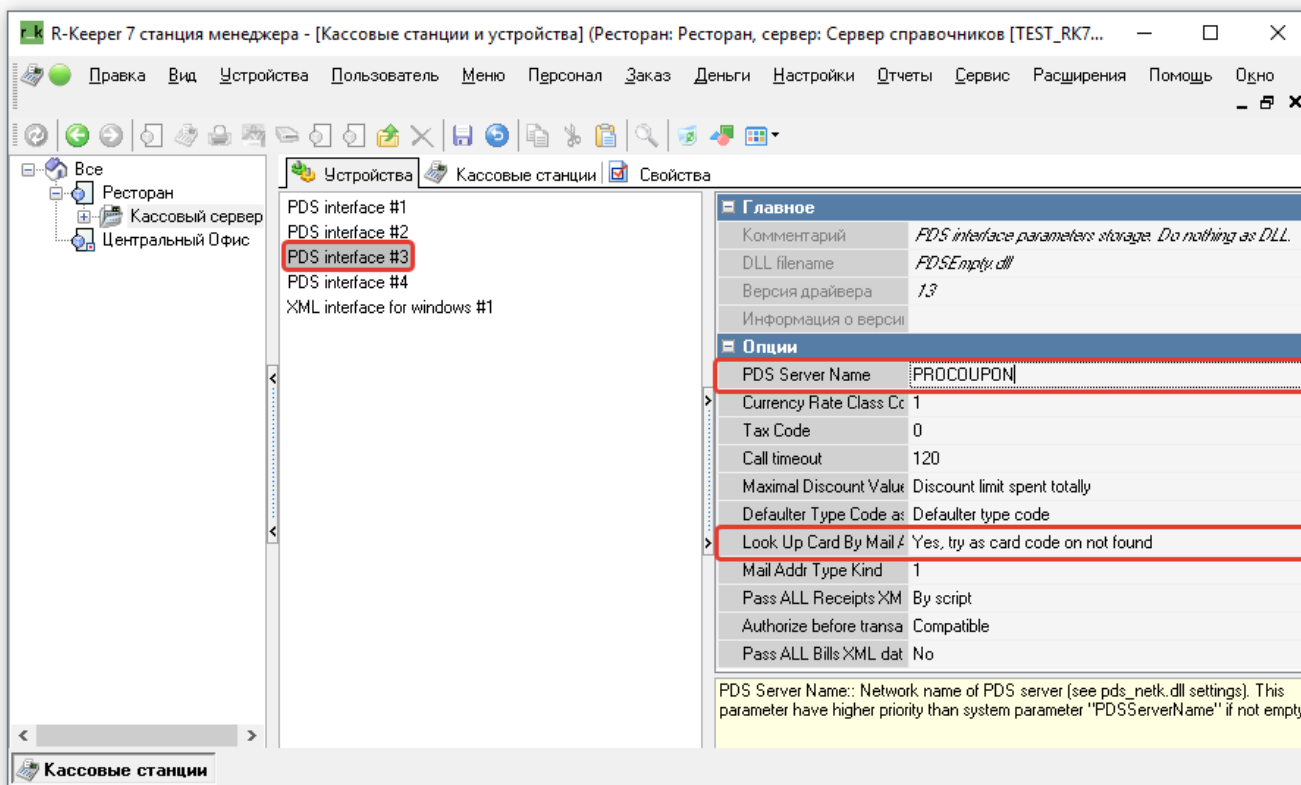 r_k R-Keeper 7 станция менеджера - [Кассовые станции и устройства] (Ресторан: Ресторан, сервер: Сервер справочников [TEST_RK7...
Правка Вид Устройства Пользователь Меню Персонал Заказ Деньги Настройки Отчеты Сервис Расширения Помощь Окно
Все
Ресторан
Кассовый сервер
Центральный Офис
Устройства Кассовые станции Свойства
PDS interface #1
PDS interface #2
PDS interface #3
PDS interface #4
XML interface for windows #1
Главное
Комментарий PDS interface parameters storage. Do nothing as DLL.
DLL filename PDSEmpty.dll
Версия драйвера 1.3
Информация о верси
Опции
PDS Server Name PROCOUPON
Currency Rate Class Cc 1
Tax Code 0
Call timeout 120
Maximal Discount Value Discount limit spent totally
Defaulter Type Code as Defaulter type code
Look Up Card By Mail A Yes, try as card code on not found
Mail Addr Type Kind 1
Pass ALL Receipts XM By script
Authorize before transa Compatible
Pass ALL Bills XML dat No
PDS Server Name:: Network name of PDS server (see pds_netk.dll settings). This
parameter have higher priority than system parameter "PDSServerName" if not empty
Кассовые станции